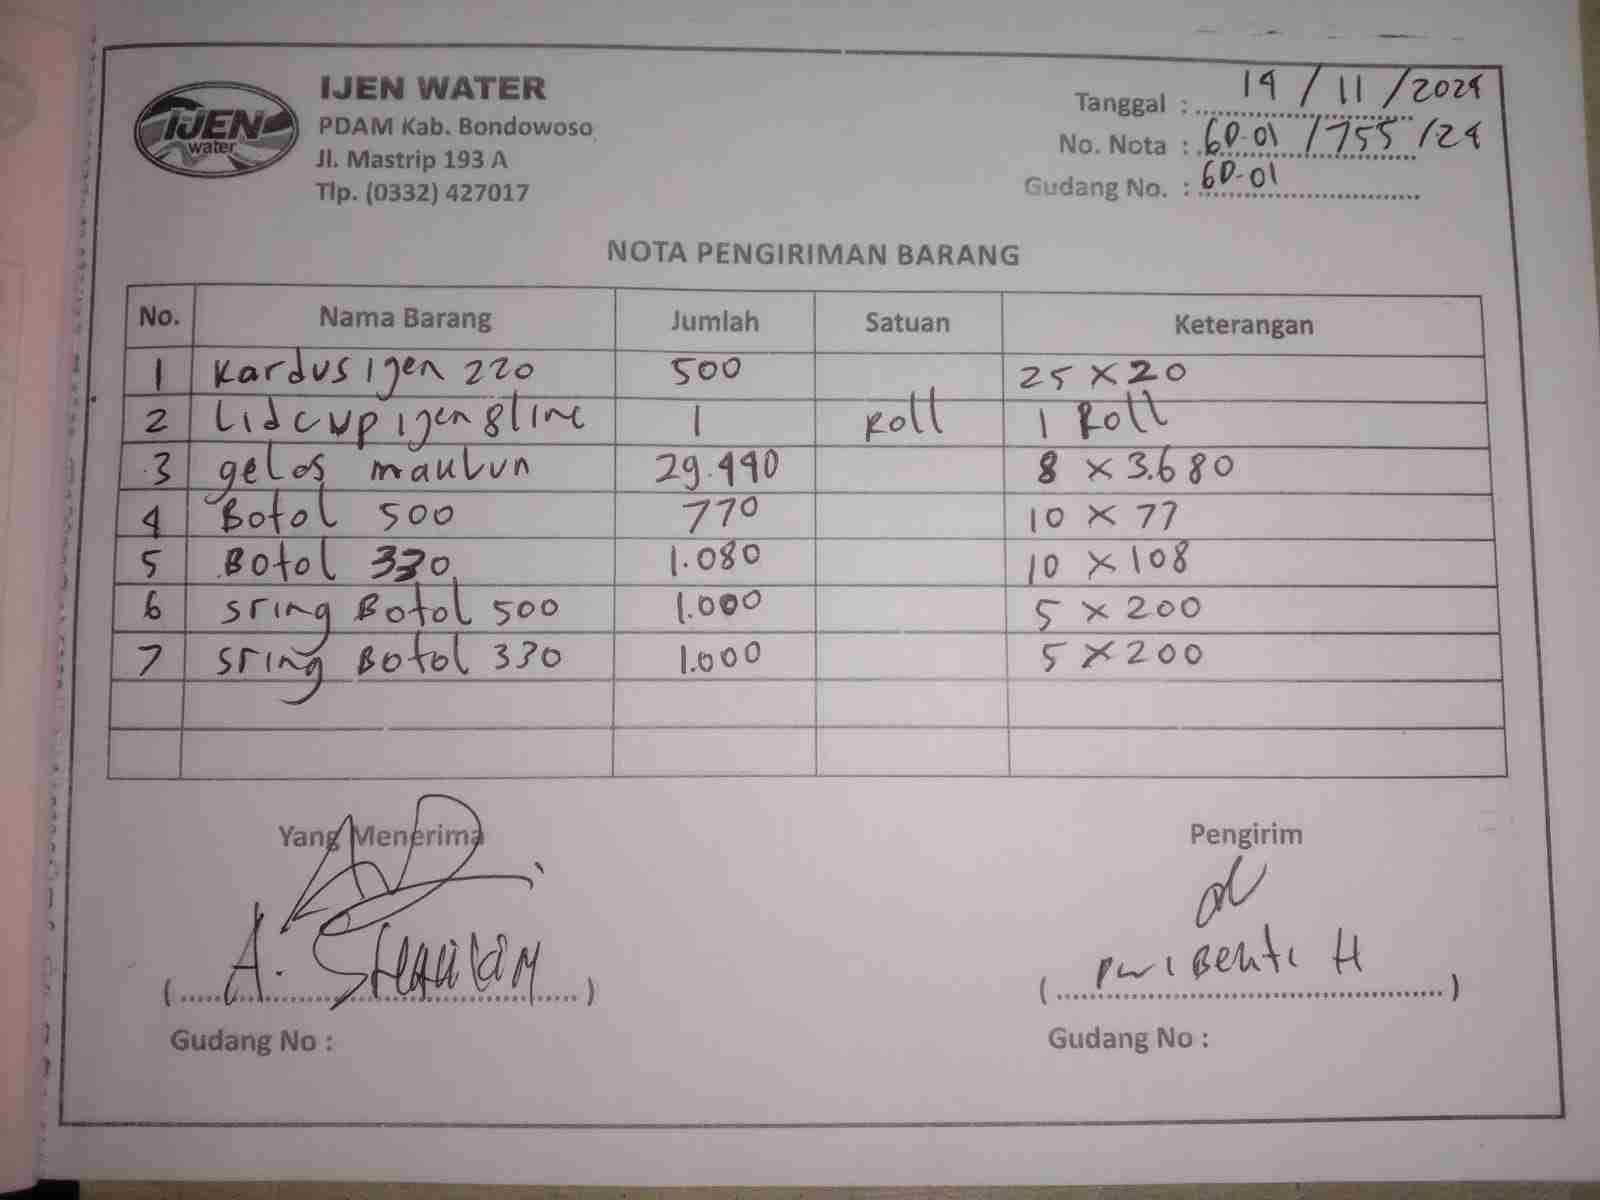 IJEN
water
IJEN WATER
PDAM Kab. Bondowoso
Jl. Mastrip 193 A
Tlp. (0332) 427017
Tanggal : 14 / 11 / 2024
No. Nota : 6D-01 / 755 / 24
Gudang No. : 6D-01
NOTA PENGIRIMAN BARANG
No. Nama Barang Jumlah Satuan Keterangan
1 Kardus ijen 220 500 25 x 20
2 Lidcup ijen 8 line 1 Roll 1 Roll
3 gelas maulun 29.440 8 x 3.680
4 Botol 500 770 10 x 77
5 Botol 330 1.080 10 x 108
6 sring Botol 500 1.000 5 x 200
7 sring Botol 330 1.000 5 x 200
Yang Menerima Pengirim
( A. ) ( H )
Gudang No : Gudang No :